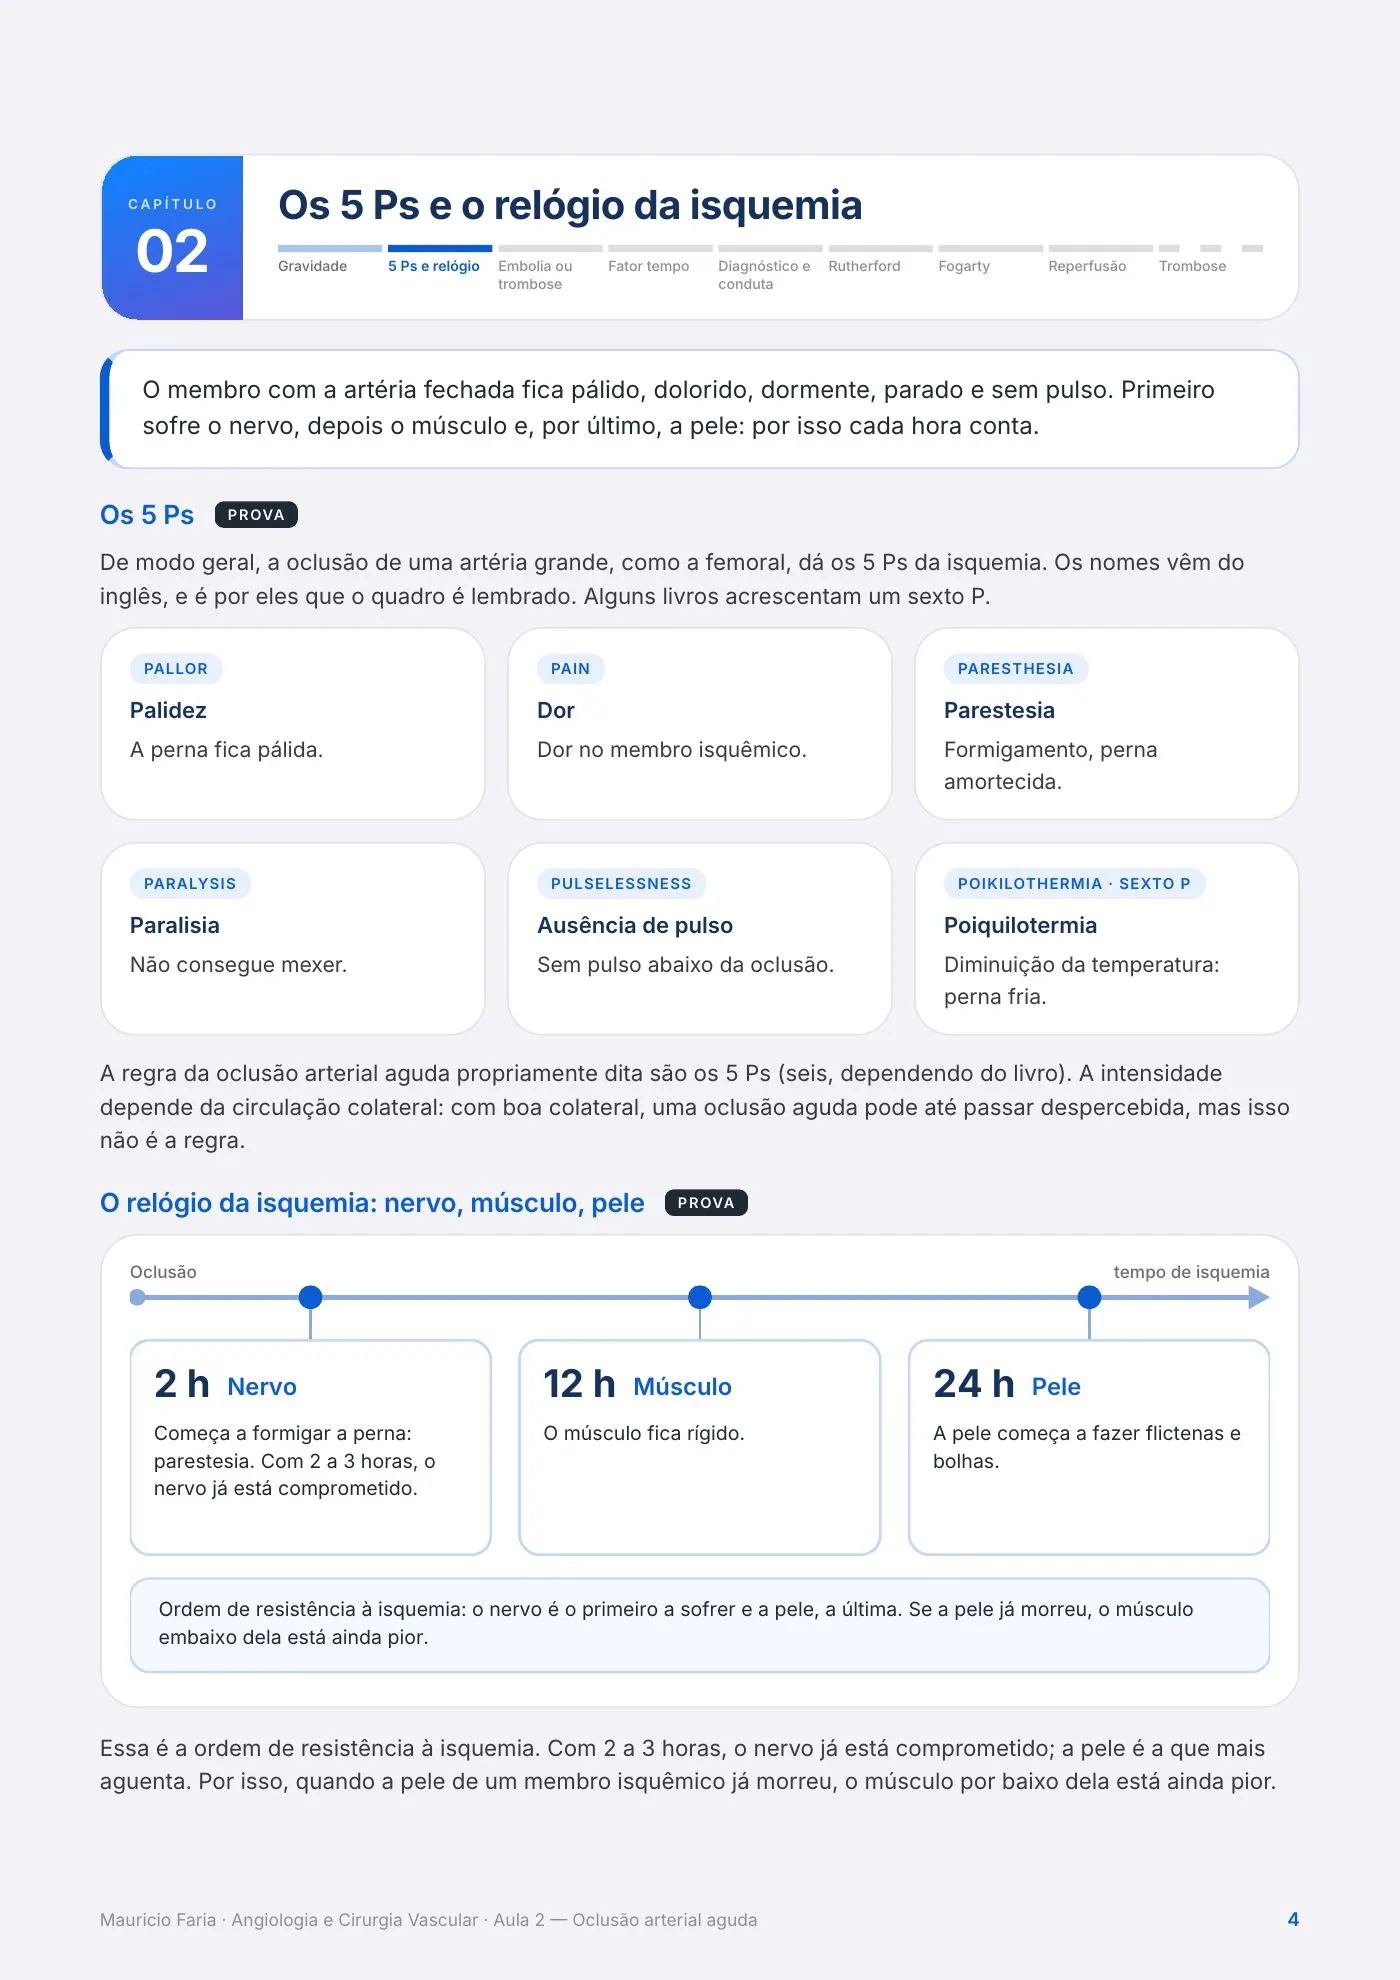 CAPÍTULO
02
Os 5 Ps e o relógio da isquemia
Gravidade
5 Ps e relógio
Embolia ou
trombose
Fator tempo
Diagnóstico e
conduta
Rutherford
Fogarty
Reperfusão
Trombose
O membro com a artéria fechada fica pálido, dolorido, dormente, parado e sem pulso. Primeiro
sofre o nervo, depois o músculo e, por último, a pele: por isso cada hora conta.
Os 5 Ps PROVA
De modo geral, a oclusão de uma artéria grande, como a femoral, dá os 5 Ps da isquemia. Os nomes vêm do
inglês, e é por eles que o quadro é lembrado. Alguns livros acrescentam um sexto P.
PALLOR
Palidez
A perna fica pálida.
PAIN
Dor
Dor no membro isquêmico.
PARESTHESIA
Parestesia
Formigamento, perna
amortecida.
PARALYSIS
Paralisia
Não consegue mexer.
PULSELESSNESS
Ausência de pulso
Sem pulso abaixo da oclusão.
POIKILOTHERMIA · SEXTO P
Poiquilotermia
Diminuição da temperatura:
perna fria.
A regra da oclusão arterial aguda propriamente dita são os 5 Ps (seis, dependendo do livro). A intensidade
depende da circulação colateral: com boa colateral, uma oclusão aguda pode até passar despercebida, mas isso
não é a regra.
O relógio da isquemia: nervo, músculo, pele PROVA
Oclusão
tempo de isquemia
2 h Nervo
Começa a formigar a perna:
parestesia. Com 2 a 3 horas, o
nervo já está comprometido.
12 h Músculo
O músculo fica rígido.
24 h Pele
A pele começa a fazer flictenas e
bolhas.
Ordem de resistência à isquemia: o nervo é o primeiro a sofrer e a pele, a última. Se a pele já morreu, o músculo
embaixo dela está ainda pior.
Essa é a ordem de resistência à isquemia. Com 2 a 3 horas, o nervo já está comprometido; a pele é a que mais
aguenta. Por isso, quando a pele de um membro isquêmico já morreu, o músculo por baixo dela está ainda pior.
Mauricio Faria · Angiologia e Cirurgia Vascular · Aula 2 — Oclusão arterial aguda
4